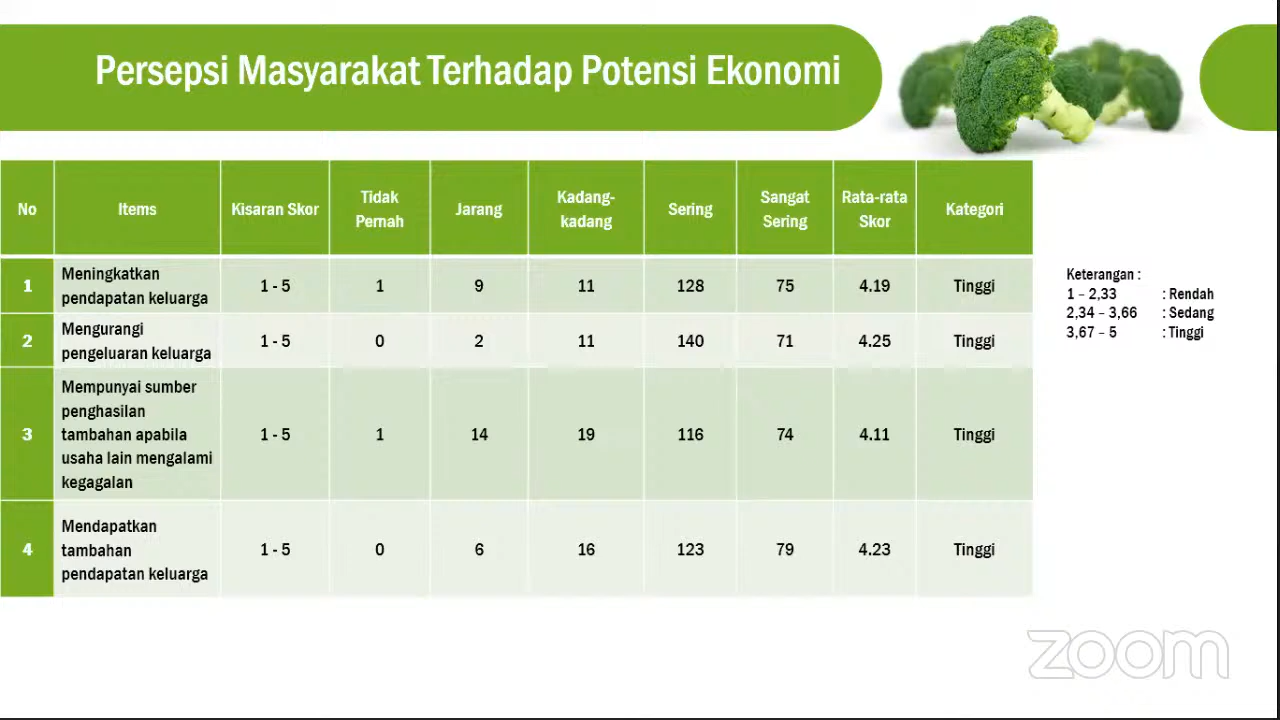 Persepsi Masyarakat Terhadap Potensi Ekonomi
No Items Kisaran Skor Tidak Pernah Jarang Kadang-kadang Sering Sangat Sering Rata-rata Skor Kategori
1 Meningkatkan pendapatan keluarga 1 - 5 1 9 11 128 75 4.19 Tinggi
2 Mengurangi pengeluaran keluarga 1 - 5 0 2 11 140 71 4.25 Tinggi
3 Mempunyai sumber penghasilan tambahan apabila usaha lain mengalami kegagalan 1 - 5 1 14 19 116 74 4.11 Tinggi
4 Mendapatkan tambahan pendapatan keluarga 1 - 5 0 6 16 123 79 4.23 Tinggi
Keterangan :
1 – 2,33 : Rendah
2,34 – 3,66 : Sedang
3,67 – 5 : Tinggi
zoom